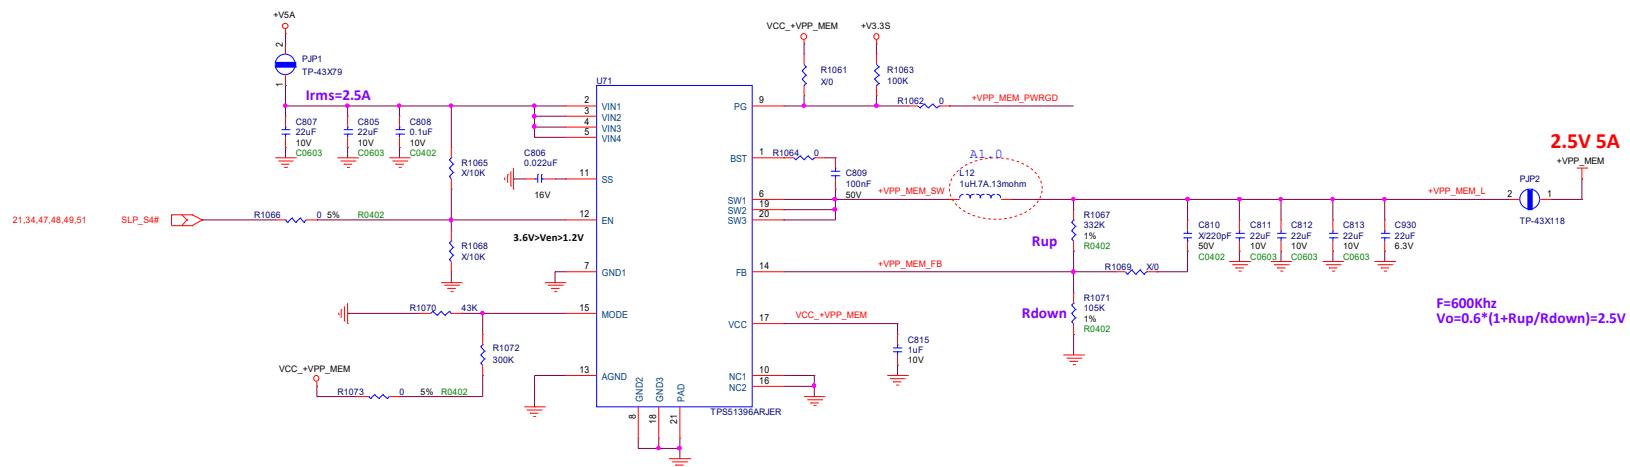 +V5A
2
PJP1
TP-43X79
1
Irms=2.5A
C807
22uF
10V
C0603
C805
22uF
10V
C0603
C808
0.1uF
10V
C0402
R1065
X/10K
C806
0.022uF
16V
21,34,47,48,49,51
SLP_S4#
R1066
0
5%
R0402
3.6V>Ven>1.2V
R1068
X/10K
R1070
43K
R1072
300K
VCC_+VPP_MEM
R1073
0
5%
R0402
U71
2
VIN1
3
VIN2
4
VIN3
5
VIN4
11
SS
12
EN
7
GND1
15
MODE
13
AGND
GND2
8
GND3
18
PAD
21
TPS51396ARJER
PG
9
BST
1
SW1
6
SW2
19
SW3
20
FB
14
VCC
17
NC1
10
NC2
16
VCC_+VPP_MEM
+V3.3S
R1061
X/0
R1063
100K
R1062
0
+VPP_MEM_PWRGD
R1064
0
C809
100nF
50V
+VPP_MEM_SW
A1.0
L12
1uH.7A.13mohm
+VPP_MEM_FB
VCC_+VPP_MEM
C815
1uF
10V
Rup
R1067
332K
1%
R0402
R1069
X/0
Rdown
R1071
105K
1%
R0402
C810
X/220pF
50V
C0402
C811
22uF
10V
C0603
C812
22uF
10V
C0603
C813
22uF
10V
C0603
C930
22uF
6.3V
+VPP_MEM_L
2.5V 5A
+VPP_MEM
PJP2
2
1
TP-43X118
F=600Khz
Vo=0.6*(1+Rup/Rdown)=2.5V